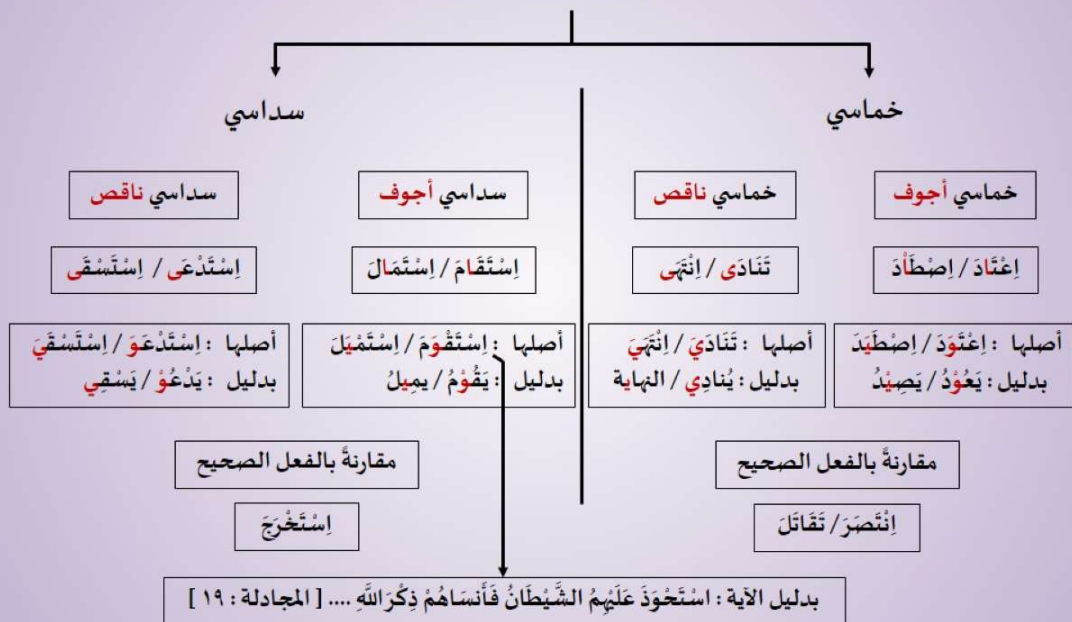 خماسي
سداسي
خماسي أجوف
خماسي ناقص
سداسي أجوف
سداسي ناقص
اِعْتَادَ / اِصْطَاْدَ
تَنَادَى / اِنْتَهَى
اِسْتَقَامَ / اِسْتَمَالَ
اِسْتَدْعَى / اِسْتَسْقَى
أصلها : اِعْتَوَدَ / اِصْطَيَدَ
بدليل : يَعُوْدُ / يَصِيْدُ
أصلها : تَنَادَيَ / اِنْتَهَيَ
بدليل : يُنادِي / النهاية
أصلها : اِسْتَقْوَمَ / اِسْتَمْيَلَ
بدليل : يَقُوْمُ / يمِيلُ
أصلها : اِسْتَدْعَوَ / اِسْتَسْقَيَ
بدليل : يَدْعُوْ / يَسْقِي
مقارنةً بالفعل الصحيح
مقارنةً بالفعل الصحيح
اِنْتَصَرَ / تَقَاتَلَ
اِسْتَخْرَجَ
بدليل الآية : اسْتَحْوَذَ عَلَيْهِمُ الشَّيْطَانُ فَأَنسَاهُمْ ذِكْرَ اللَّهِ .... [ المجادلة : ١٩ ]